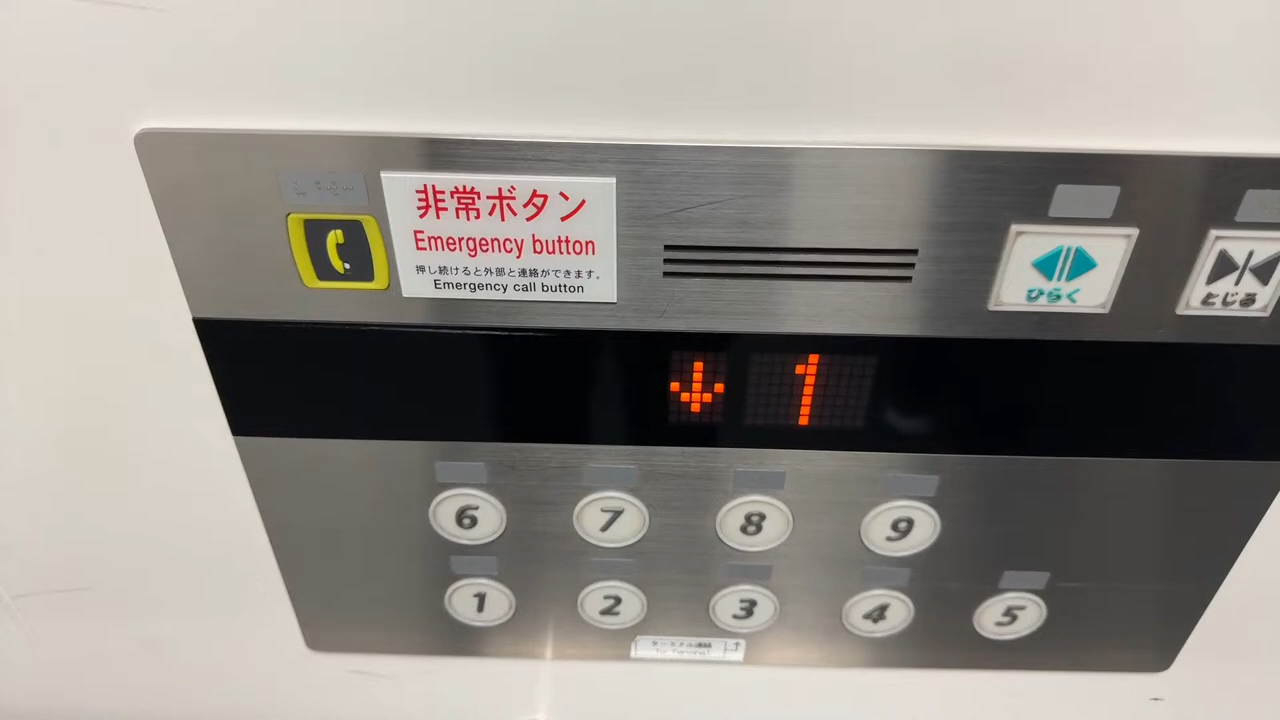 非常ボタン
Emergency button
押し続けると外部と連絡ができます。
Emergency call button
ひらく
とじる
1
6 7 8 9
1 2 3 4 5